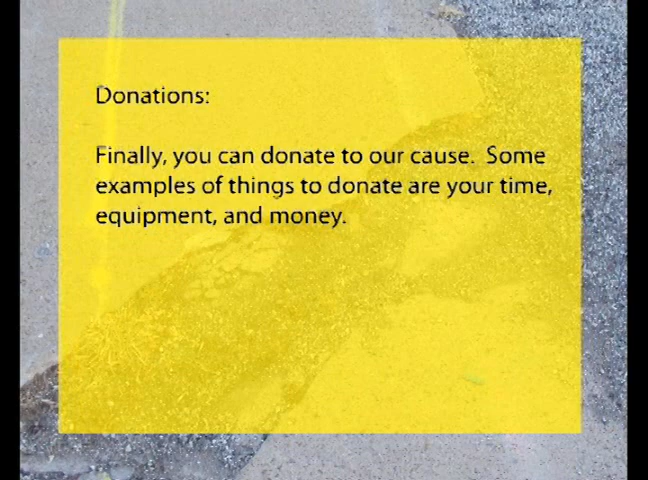 Donations:
Finally, you can donate to our cause.  Some
examples of things to donate are your time,
equipment, and money.